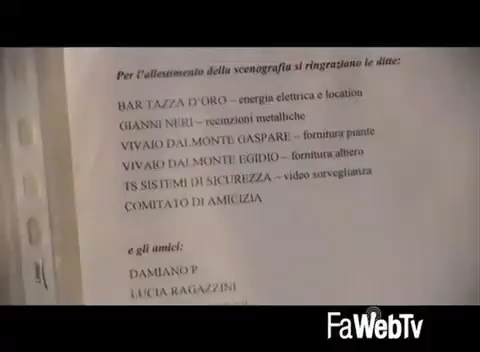 Per l'allestimento della scenografia si ringraziano le ditte:
BAR TAZZA D'ORO – energia elettrica e location
GIANNI NERI – recinzioni metalliche
VIVAIO DALMONTE GASPARE – fornitura piante
VIVAIO DALMONTE EGIDIO – fornitura albero
TS SISTEMI DI SICUREZZA – video sorveglianza
COMITATO DI AMICIZIA
e gli amici:
DAMIANO P
LUCIA RAGAZZINI
FaWebTv